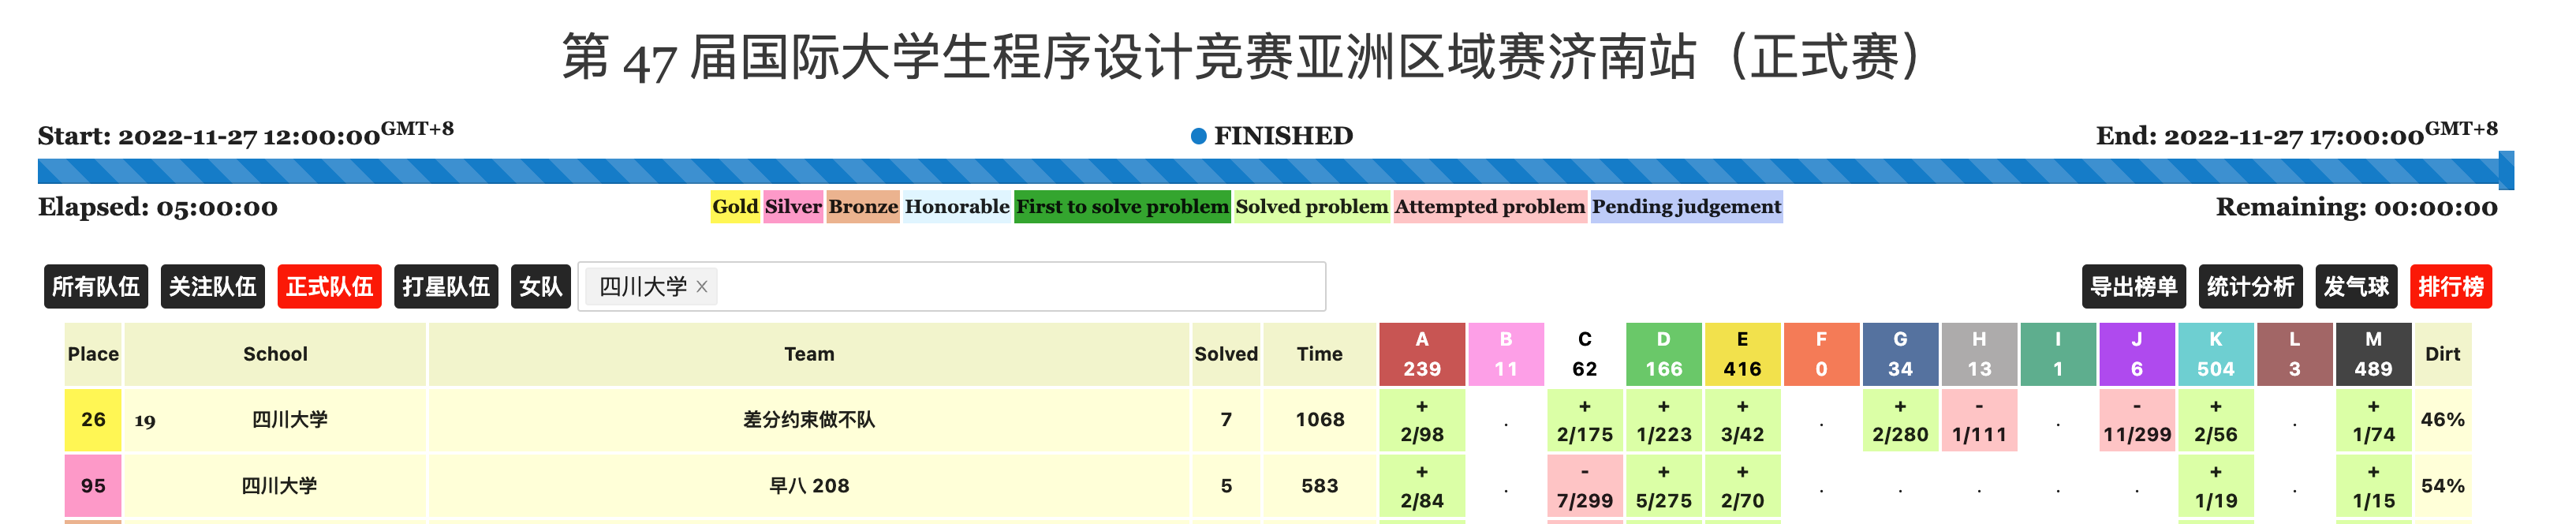 第 47 届国际大学生程序设计竞赛亚洲区域赛济南站（正式赛）
Start: 2022-11-27 12:00:00GMT+8 FINISHED End: 2022-11-27 17:00:00GMT+8
Elapsed: 05:00:00 Gold Silver Bronze Honorable First to solve problem Solved problem Attempted problem Pending judgement Remaining: 00:00:00
所有队伍 关注队伍 正式队伍 打星队伍 女队 四川大学 × 导出榜单 统计分析 发气球 排行榜
Place School Team Solved Time A B C D E F G H I J K L M Dirt
239 11 62 166 416 0 34 13 1 6 504 3 489
26 19 四川大学 差分约束做不队 7 1068 + . + + + . + - . - + . + 46%
2/98 2/175 1/223 3/42 2/280 1/111 11/299 2/56 1/74
95 四川大学 早八 208 5 583 + . - + + . . . . . + . + 54%
2/84 7/299 5/275 2/70 1/19 1/15